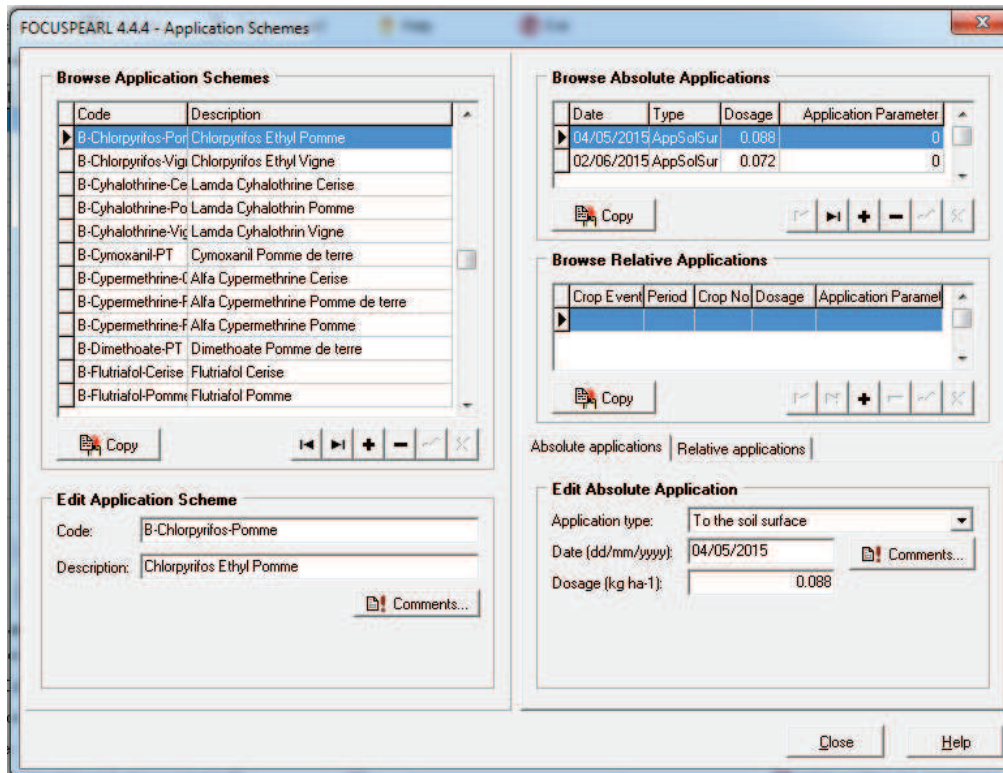 FOCUSPEARL 4.4.4 - Application Schemes
Browse Application Schemes
Code Description
B-Chlorpyrifos-Por Chlorpyrifos Ethyl Pomme
B-Chlorpyrifos-Vig Chlorpyrifos Ethyl Vigne
B-Cyhalothrine-Ce Lamda Cyhalothrine Cerise
B-Cyhalothrine-Po Lamda Cyhalothrin Pomme
B-Cyhalothrine-Vig Lamda Cyhalothrin Vigne
B-Cymoxanil-PT Cymoxanil Pomme de terre
B-Cypermethrine-C Alfa Cypermethrine Cerise
B-Cypermethrine-F Alfa Cypermethrine Pomme de terre
B-Cypermethrine-F Alfa Cypermethrine Pomme
B-Dimethoate-PT Dimethoate Pomme de terre
B-Flutriafol-Cerise Flutriafol Cerise
B-Flutriafol-Pomme Flutriafol Pomme
Copy
Edit Application Scheme
Code: B-Chlorpyrifos-Pomme
Description: Chlorpyrifos Ethyl Pomme
Comments...
Browse Absolute Applications
Date Type Dosage Application Parameter
04/05/2015 AppSolSur 0.088 0
02/06/2015 AppSolSur 0.072 0
Copy
Browse Relative Applications
Crop Event Period Crop No Dosage Application Paramet
Copy
Absolute applications Relative applications
Edit Absolute Application
Application type: To the soil surface
Date (dd/mm/yyyy): 04/05/2015
Comments...
Dosage (kg ha-1): 0.088
Close Help